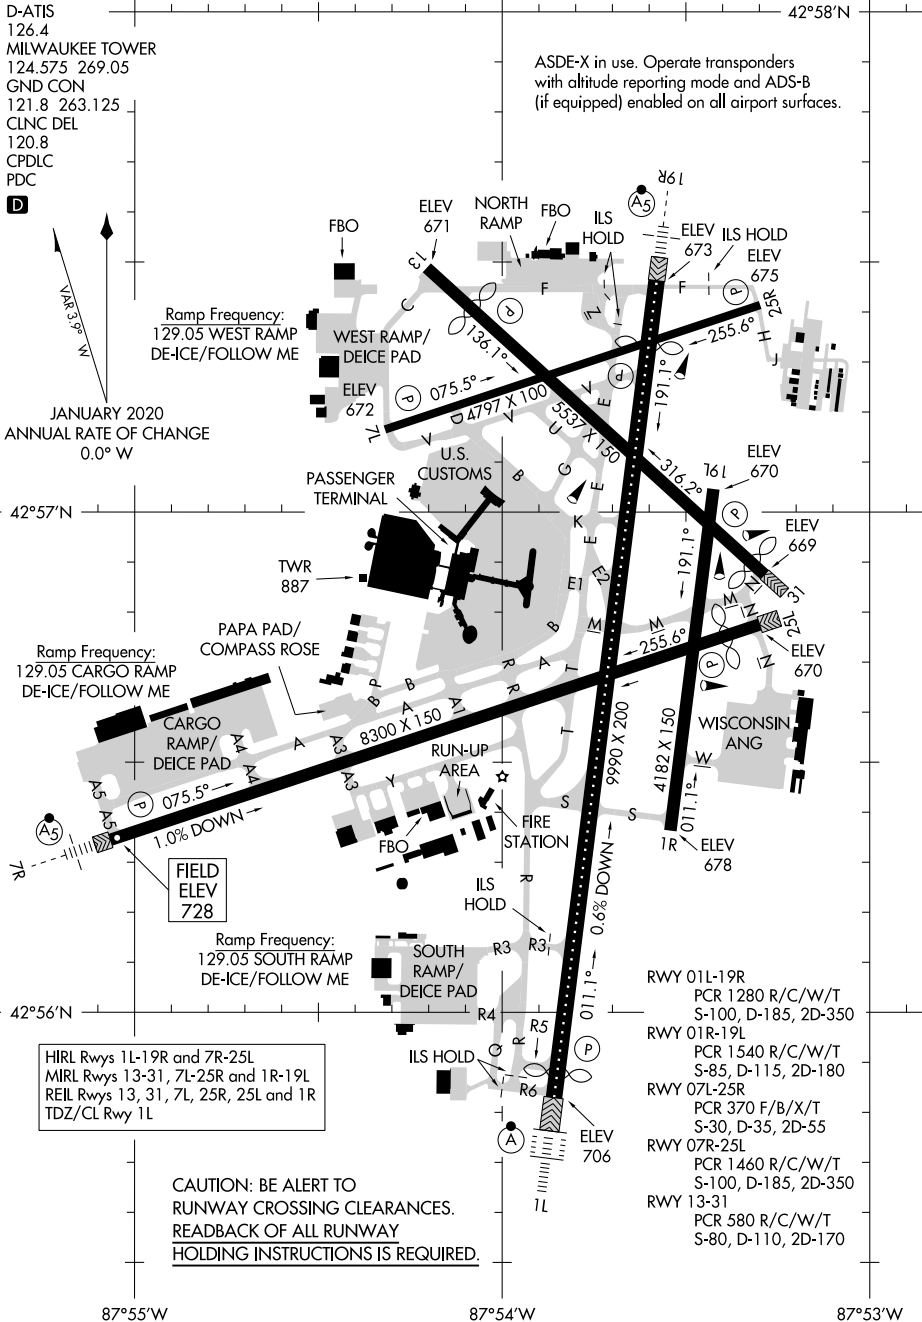 D-ATIS
126.4
MILWAUKEE TOWER
124.575 269.05
GND CON
121.8 263.125
CLNC DEL
120.8
CPDLC
PDC
D
42°58'N
ASDE-X in use. Operate transponders
with altitude reporting mode and ADS-B
(if equipped) enabled on all airport surfaces.
VAR 3.9° W
JANUARY 2020
ANNUAL RATE OF CHANGE
0.0° W
FBO
ELEV
671
13
NORTH
RAMP
FBO
ILS
HOLD
A5
19R
ELEV
673
ILS HOLD
ELEV
675
25R
Ramp Frequency:
129.05 WEST RAMP
DE-ICE/FOLLOW ME
WEST RAMP/
DEICE PAD
C
F
F
Z
P
P
P
P
H
L
136.1°
255.6°
191.1°
ELEV
672
7L
075.5°
4797 X 100
5537 X 150
V
D
V
V
U
E
G
B
E
K
E
U.S.
CUSTOMS
PASSENGER
TERMINAL
316.2°
19L
ELEV
670
42°57'N
P
ELEV
669
31
TWR
887
191.1°
E1
E2
M
M
W
N
N
N
255.6°
25L
ELEV
670
PAPA PAD/
COMPASS ROSE
Ramp Frequency:
129.05 CARGO RAMP
DE-ICE/FOLLOW ME
P
B
B
R
A
B
R
T
T
P
CARGO
RAMP/
DEICE PAD
A
A
A1
A3
A3
A4
A4
A5
A5
8300 X 150
9990 X 200
4182 X 150
WISCONSIN
ANG
W
RUN-UP
AREA
Y
P
075.5°
1.0% DOWN
A5
7R
FBO
FIRE
STATION
S
S
011.1°
1R
ELEV
678
FIELD
ELEV
728
R
ILS
HOLD
0.6% DOWN
Ramp Frequency:
129.05 SOUTH RAMP
DE-ICE/FOLLOW ME
SOUTH
RAMP/
DEICE PAD
R3
R3
011.1°
42°56'N
R4
Q
R
R5
R6
ILS HOLD
P
A
ELEV
706
1L
HIRL Rwys 1L-19R and 7R-25L
MIRL Rwys 13-31, 7L-25R and 1R-19L
REIL Rwys 13, 31, 7L, 25R, 25L and 1R
TDZ/CL Rwy 1L
CAUTION: BE ALERT TO
RUNWAY CROSSING CLEARANCES.
READBACK OF ALL RUNWAY
HOLDING INSTRUCTIONS IS REQUIRED.
RWY 01L-19R
PCR 1280 R/C/W/T
S-100, D-185, 2D-350
RWY 01R-19L
PCR 1540 R/C/W/T
S-85, D-115, 2D-180
RWY 07L-25R
PCR 370 F/B/X/T
S-30, D-35, 2D-55
RWY 07R-25L
PCR 1460 R/C/W/T
S-100, D-185, 2D-350
RWY 13-31
PCR 580 R/C/W/T
S-80, D-110, 2D-170
87°55'W
87°54'W
87°53'W